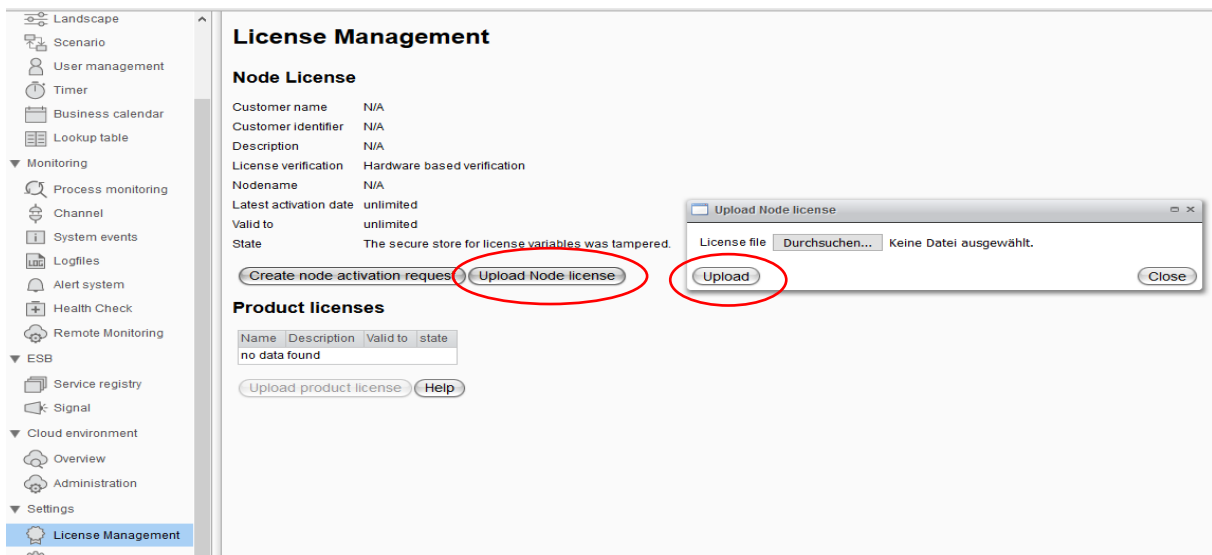 Landscape
Scenario
User management
Timer
Business calendar
Lookup table
Monitoring
Process monitoring
Channel
System events
Logfiles
Alert system
Health Check
Remote Monitoring
ESB
Service registry
Signal
Cloud environment
Overview
Administration
Settings
License Management
License Management
Node License
Customer name N/A
Customer identifier N/A
Description N/A
License verification Hardware based verification
Nodename N/A
Latest activation date unlimited
Valid to unlimited
State The secure store for license variables was tampered.
Create node activation request Upload Node license
Product licenses
Name Description Valid to state
no data found
Upload product license Help
Upload Node license
License file Durchsuchen... Keine Datei ausgewählt.
Upload Close